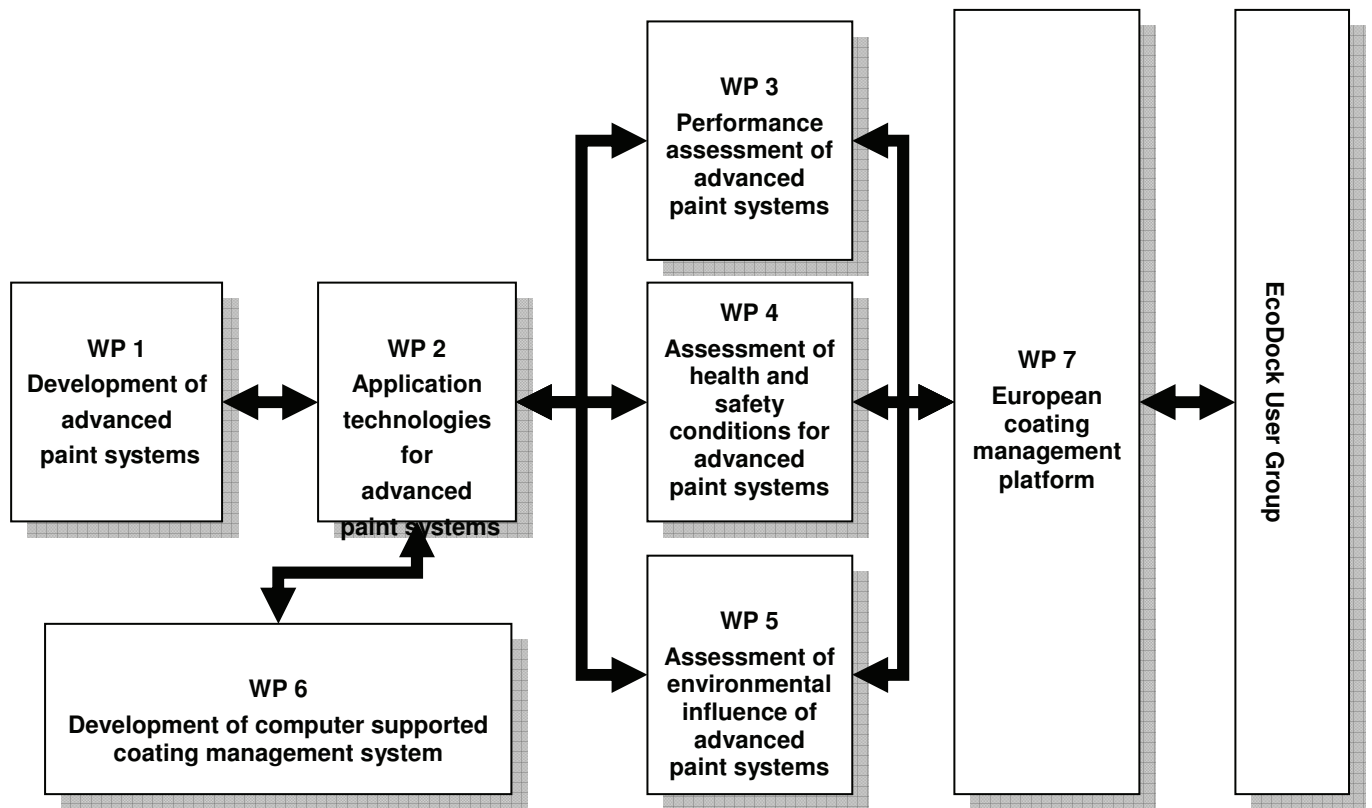 WP 1
Development of
advanced
paint systems
WP 2
Application
technologies
for
advanced
paint systems
WP 3
Performance
assessment of
advanced
paint systems
WP 4
Assessment of
health and
safety
conditions for
advanced
paint systems
WP 5
Assessment of
environmental
influence of
advanced
paint systems
WP 6
Development of computer supported
coating management system
WP 7
European
coating
management
platform
EcoDock User Group